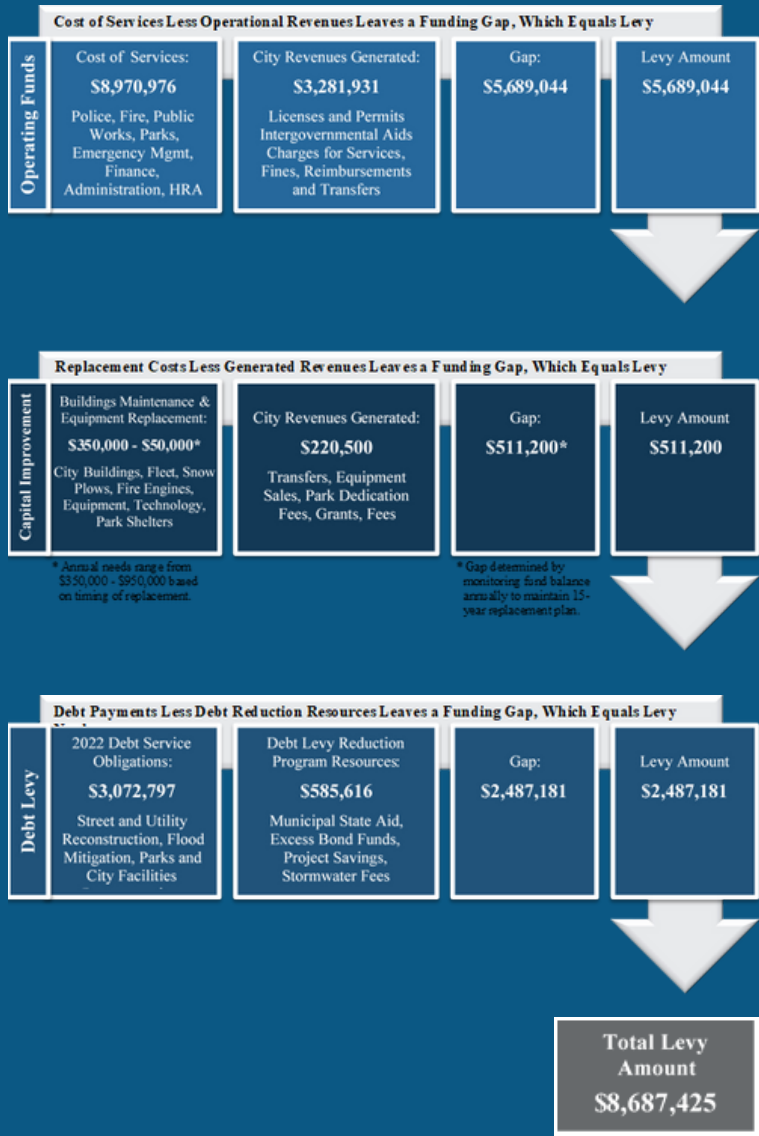 Cost of Services Less Operational Revenues Leaves a Funding Gap, Which Equals Levy
Operating Funds
Cost of Services:
$8,970,976
Police, Fire, Public
Works, Parks,
Emergency Mgmt,
Finance,
Administration, HRA
City Revenues Generated:
$3,281,931
Licenses and Permits
Intergovernmental Aids
Charges for Services,
Fines, Reimbursements
and Transfers
Gap:
$5,689,044
Levy Amount
$5,689,044
Replacement Costs Less Generated Revenues Leaves a Funding Gap, Which Equals Levy
Capital Improvement
Buildings Maintenance &
Equipment Replacement:
$350,000 - $50,000*
City Buildings, Fleet, Snow
Plows, Fire Engines,
Equipment, Technology,
Park Shelters
City Revenues Generated:
$220,500
Transfers, Equipment
Sales, Park Dedication
Fees, Grants, Fees
Gap:
$511,200*
Levy Amount
$511,200
* Annual needs range from
$350,000 - $950,000 based
on timing of replacement.
* Gap determined by
monitoring fund balance
annually to maintain 15-
year replacement plan.
Debt Payments Less Debt Reduction Resources Leaves a Funding Gap, Which Equals Levy
Debt Levy
2022 Debt Service
Obligations:
$3,072,797
Street and Utility
Reconstruction, Flood
Mitigation, Parks and
City Facilities
Debt Levy Reduction
Program Resources:
$585,616
Municipal State Aid,
Excess Bond Funds,
Project Savings,
Stormwater Fees
Gap:
$2,487,181
Levy Amount
$2,487,181
Total Levy
Amount
$8,687,425